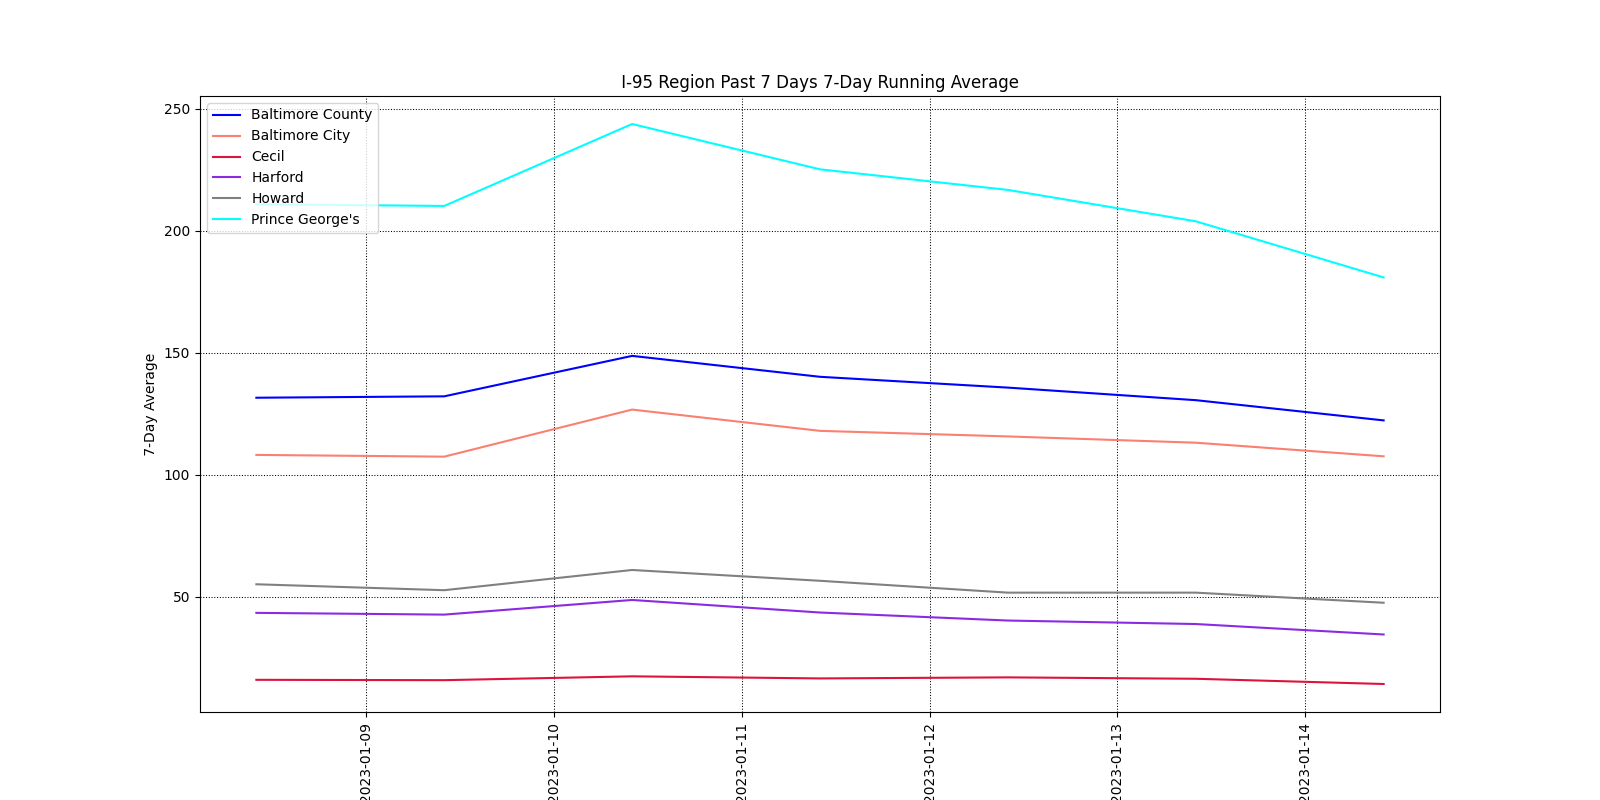 I-95 Region Past 7 Days 7-Day Running Average
250
200
150
100
50
7-Day Average
Baltimore County
Baltimore City
Cecil
Harford
Howard
Prince George's
2023-01-09
2023-01-10
2023-01-11
2023-01-12
2023-01-13
2023-01-14